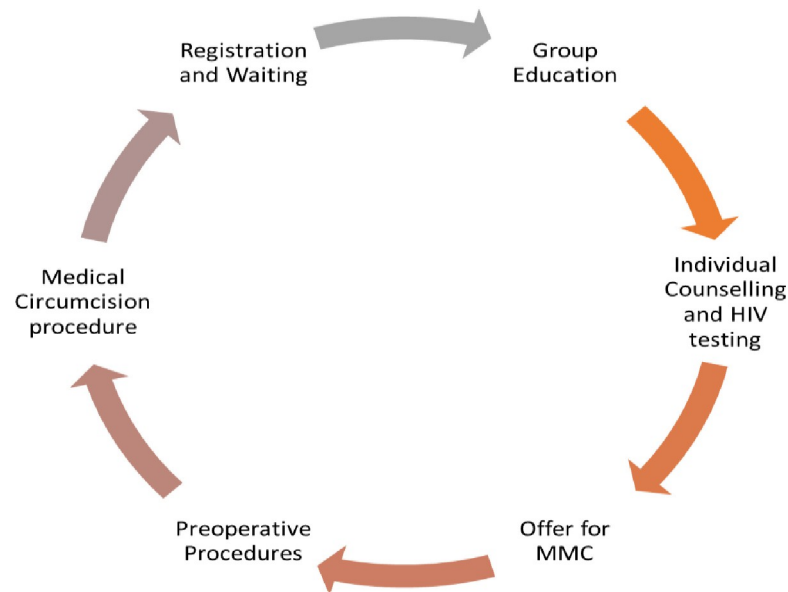 Registration
and Waiting
Group
Education
Individual
Counselling
and HIV
testing
Offer for
MMC
Preoperative
Procedures
Medical
Circumcision
procedure